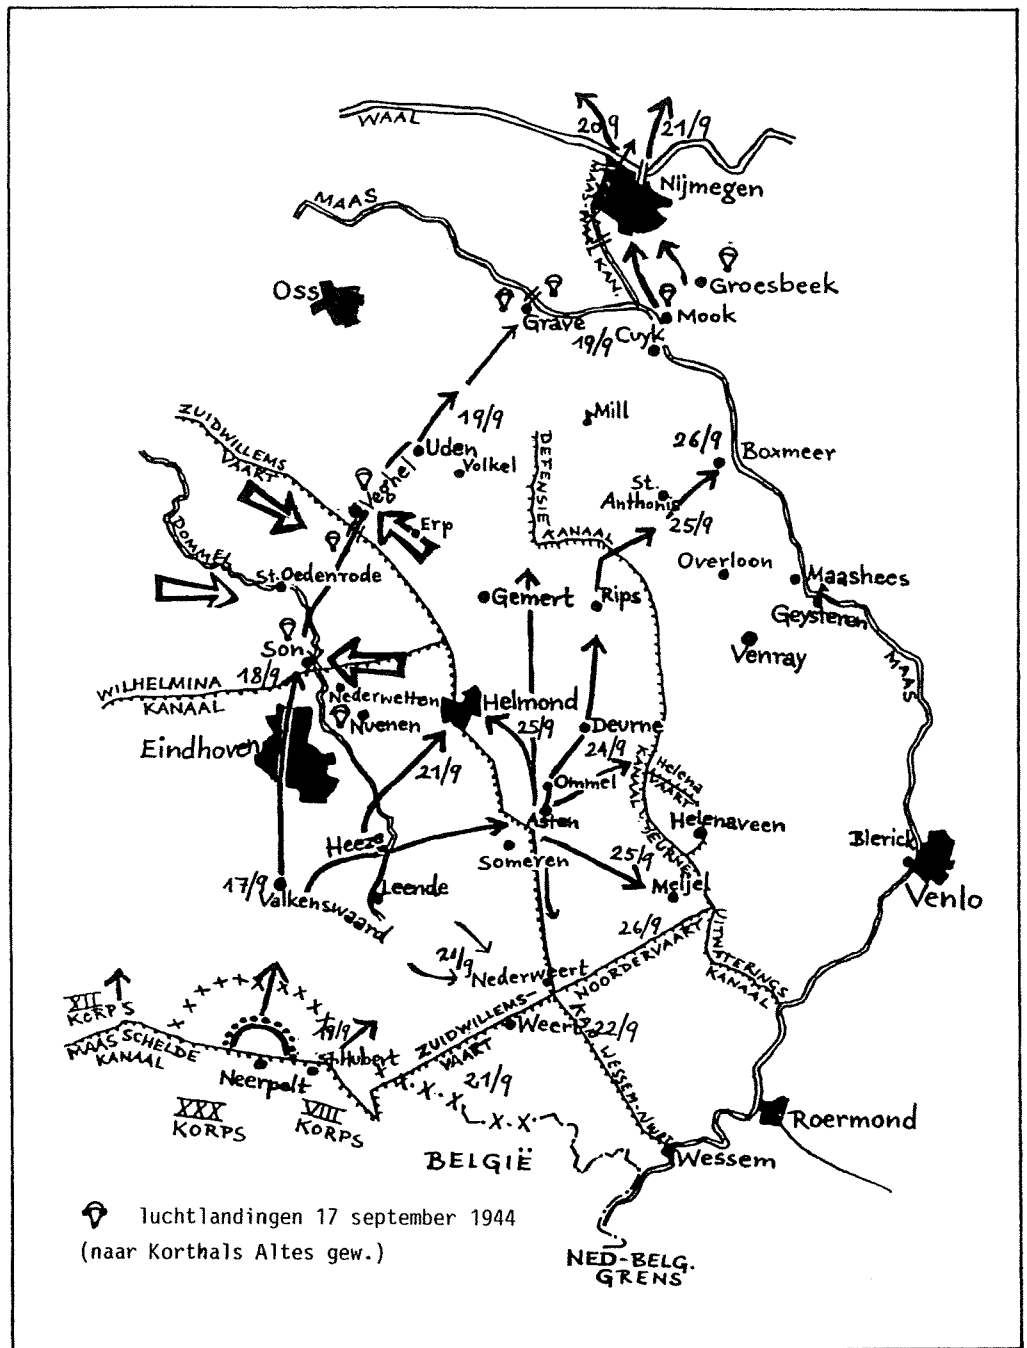 WAAL
20/9
21/9
MAAS-WAAL KAN.
Nijmegen
MAAS
Groesbeek
Oss
Mook
Grave
19/9
Cuyk
ZUIDWILLEMS
VAART
19/9
Mill
Uden
Volkel
DEFENSIE
KANAAL
26/9
Boxmeer
Veghel
St.
Anthonis
25/9
Erp
DOMMEL
St. Oedenrode
Overloon
Maashees
Gemert
Rips
Geysteren
Son
18/9
Venray
MAAS
WILHELMINA
KANAAL
Nederwetten
Helmond
Nuenen
25/9
Deurne
24/9
Eindhoven
21/9
Ommel
Helena
VAART
KANAAL V. DEURNE
Asten
Helenaveen
Heeze
Someren
25/9
Blerick
17/9
Leende
Meijel
Venlo
Valkenswaard
26/9
21/9
Nederweert
NOORDERVAART
UITWATERINGS
KANAAL
XII
KORPS
19/9
ZUIDWILLEMS-
VAART
Weert
22/9
MAAS SCHELDE
KANAAL
St. Hubert
KAN. WESSEM-NWRT
Neerpelt
21/9
XXX
KORPS
VIII
KORPS
Roermond
BELGIË
Wessem
luchtlandingen 17 september 1944
(naar Korthals Altes gew.)
NED-BELG.
GRENS